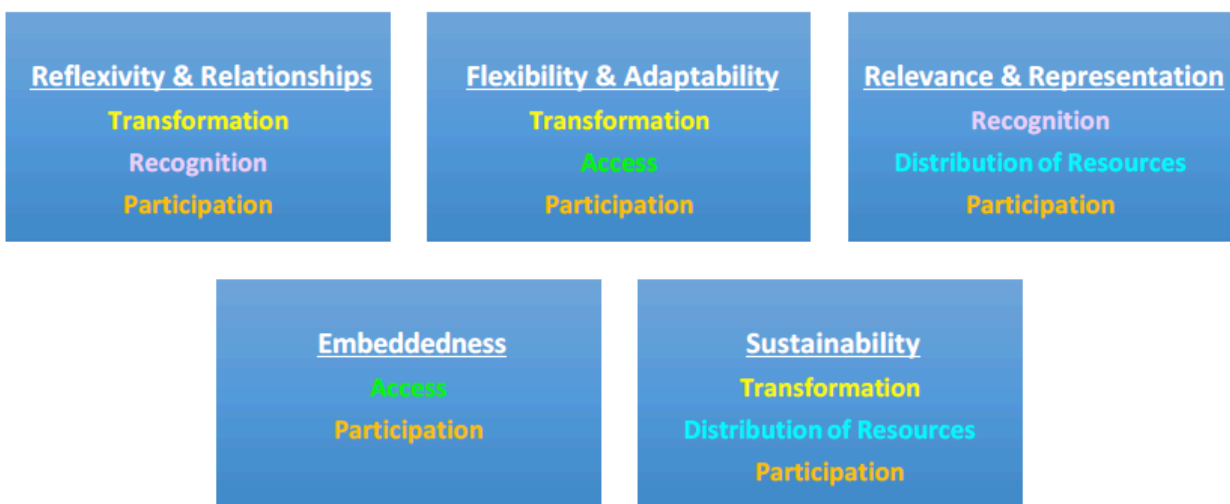 Reflexivity & Relationships
Transformation
Recognition
Participation
Flexibility & Adaptability
Transformation
Access
Participation
Relevance & Representation
Recognition
Distribution of Resources
Participation
Embeddedness
Access
Participation
Sustainability
Transformation
Distribution of Resources
Participation